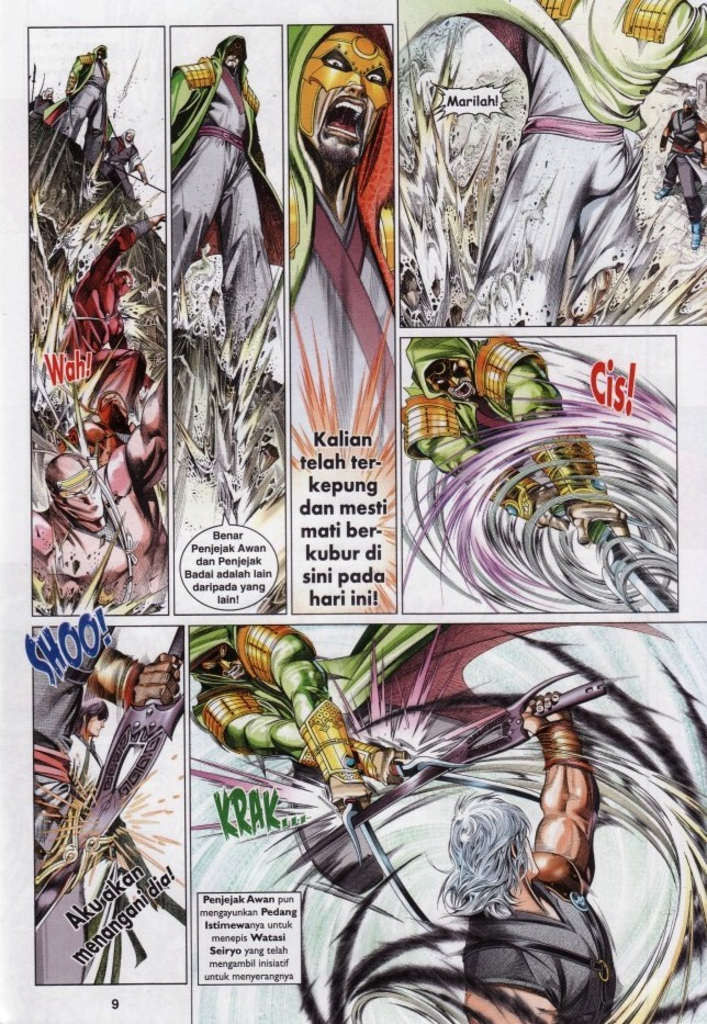 Wah!
Benar
Penjejak Awan
dan Penjejak
Badai adalah lain
daripada yang
lain!
Kalian
telah ter-
kepung
dan mesti
mati ber-
kubur di
sini pada
hari ini!
Marilah!
Cis!
SHOO!
Aku akan
menangani dia!
KRAK...
Penjejak Awan pun
mengayunkan Pedang
Istimewanya untuk
menepis Watasi
Seiryo yang telah
mengambil inisiatif
untuk menyerangnya
9